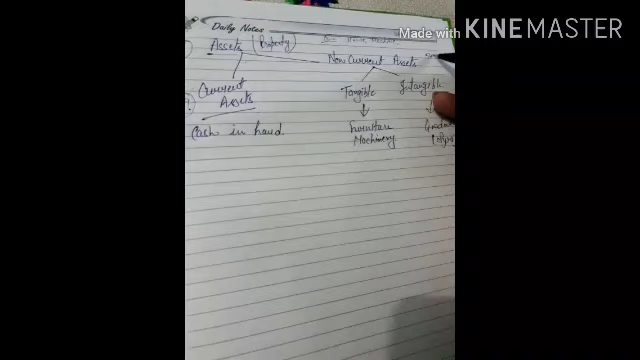 Made with KINEMASTER
Daily Notes
Assets (Property)
Non Current Assets
Current Assets
Tangible Intangible
Cash in hand
Furniture
Machinery